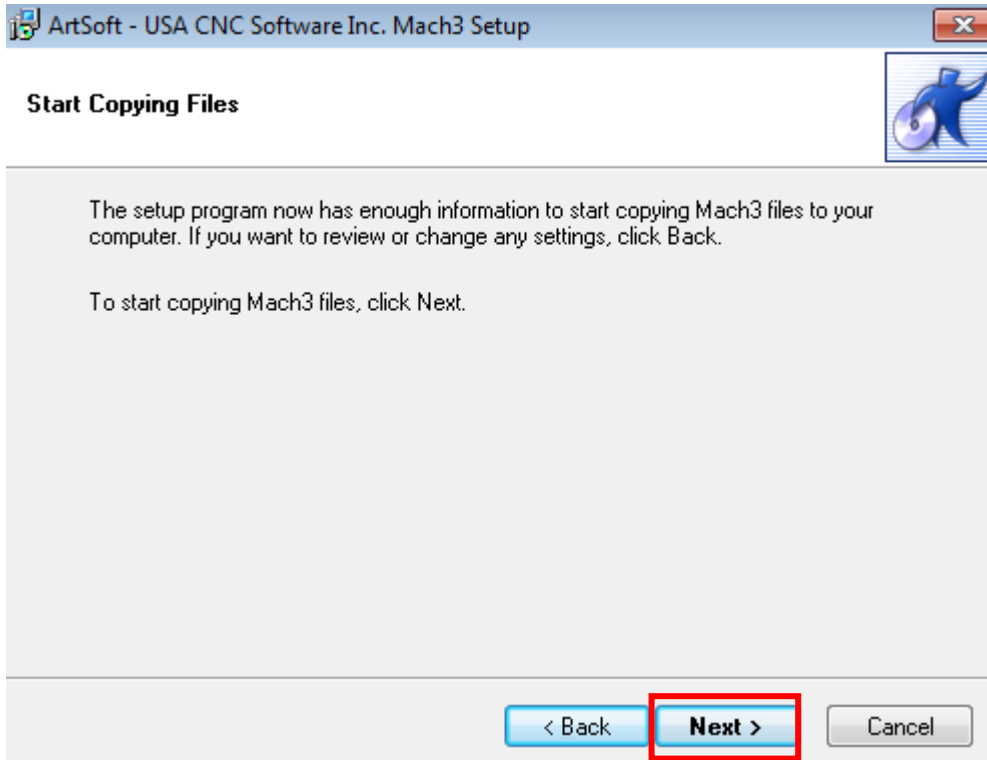 ArtSoft - USA CNC Software Inc. Mach3 Setup
Start Copying Files
The setup program now has enough information to start copying Mach3 files to your
computer. If you want to review or change any settings, click Back.
To start copying Mach3 files, click Next.
< Back Next > Cancel